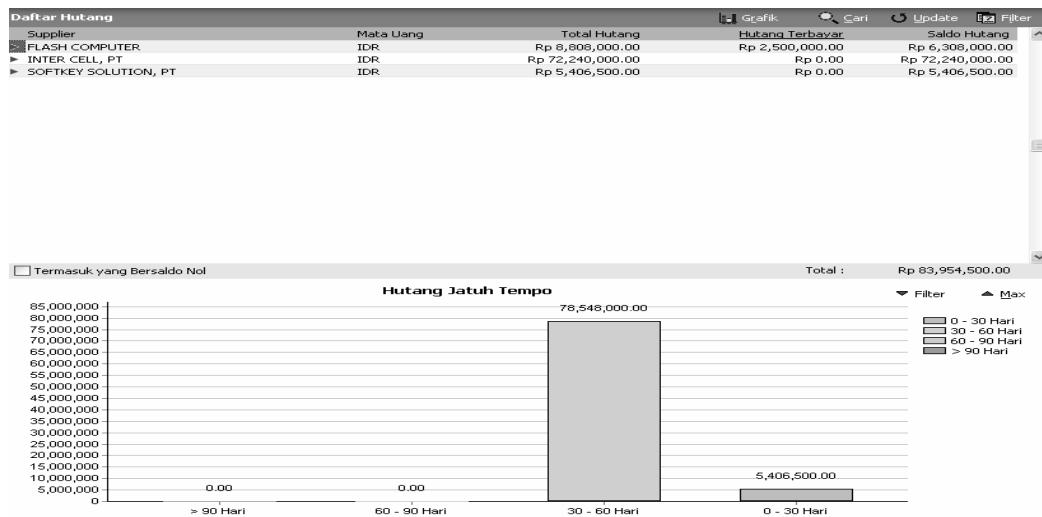 Daftar Hutang Grafik Cari Update Filter
Supplier Mata Uang Total Hutang Hutang Terbayar Saldo Hutang
FLASH COMPUTER IDR Rp 8,808,000.00 Rp 2,500,000.00 Rp 6,308,000.00
INTER CELL, PT IDR Rp 72,240,000.00 Rp 0.00 Rp 72,240,000.00
SOFTKEY SOLUTION, PT IDR Rp 5,406,500.00 Rp 0.00 Rp 5,406,500.00
Termasuk yang Bersaldo Nol Total : Rp 83,954,500.00
Hutang Jatuh Tempo
Filter Max
85,000,000
80,000,000
75,000,000
70,000,000
65,000,000
60,000,000
55,000,000
50,000,000
45,000,000
40,000,000
35,000,000
30,000,000
25,000,000
20,000,000
15,000,000
10,000,000
5,000,000
0
0.00
0.00
78,548,000.00
5,406,500.00
> 90 Hari
60 - 90 Hari
30 - 60 Hari
0 - 30 Hari
0 - 30 Hari
30 - 60 Hari
60 - 90 Hari
> 90 Hari